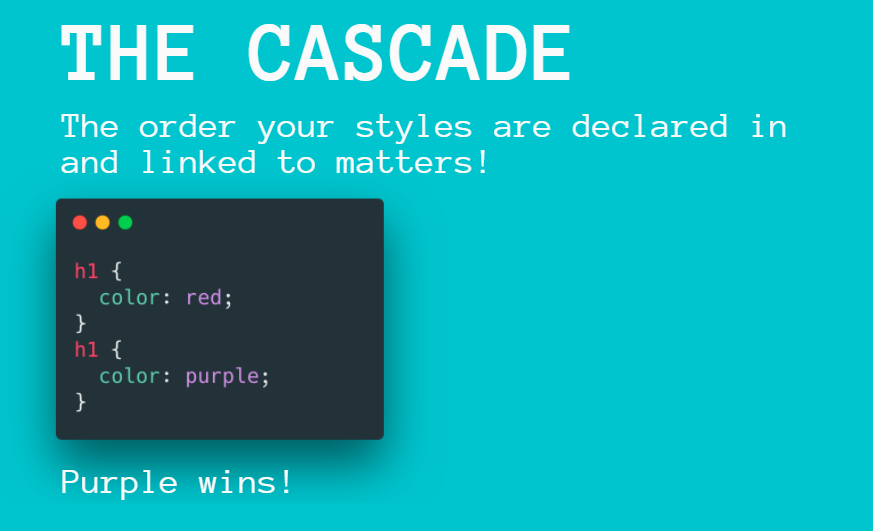 THE CASCADE
The order your styles are declared in
and linked to matters!
h1 {
  color: red;
}
h1 {
  color: purple;
}
Purple wins!